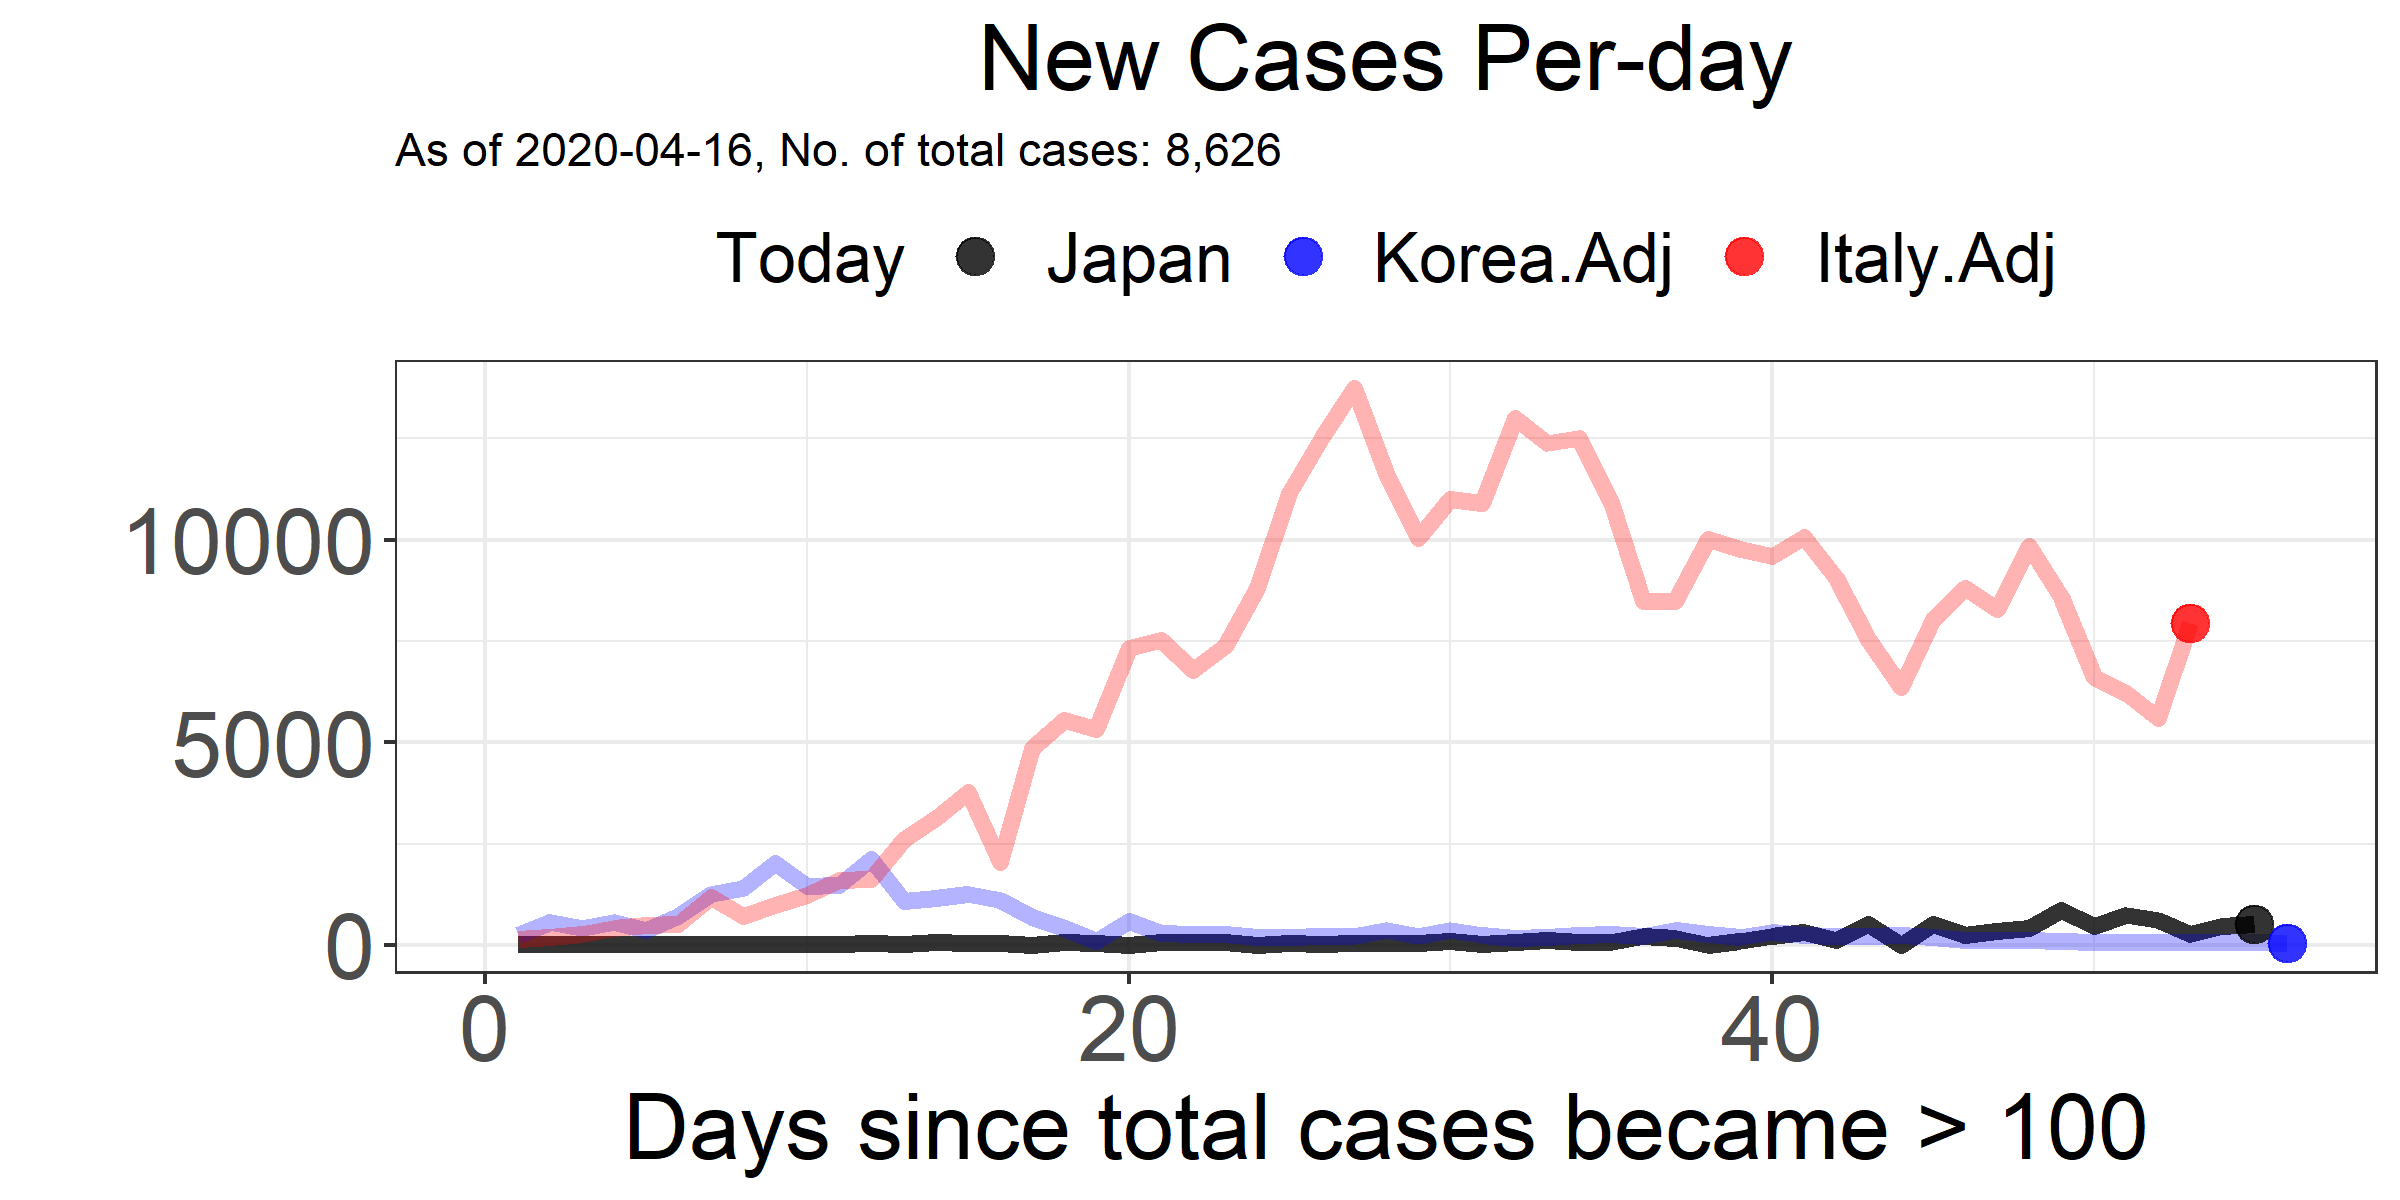 New Cases Per-day
As of 2020-04-16, No. of total cases: 8,626
Today Japan Korea.Adj Italy.Adj
10000
5000
0
0 20 40
Days since total cases became > 100